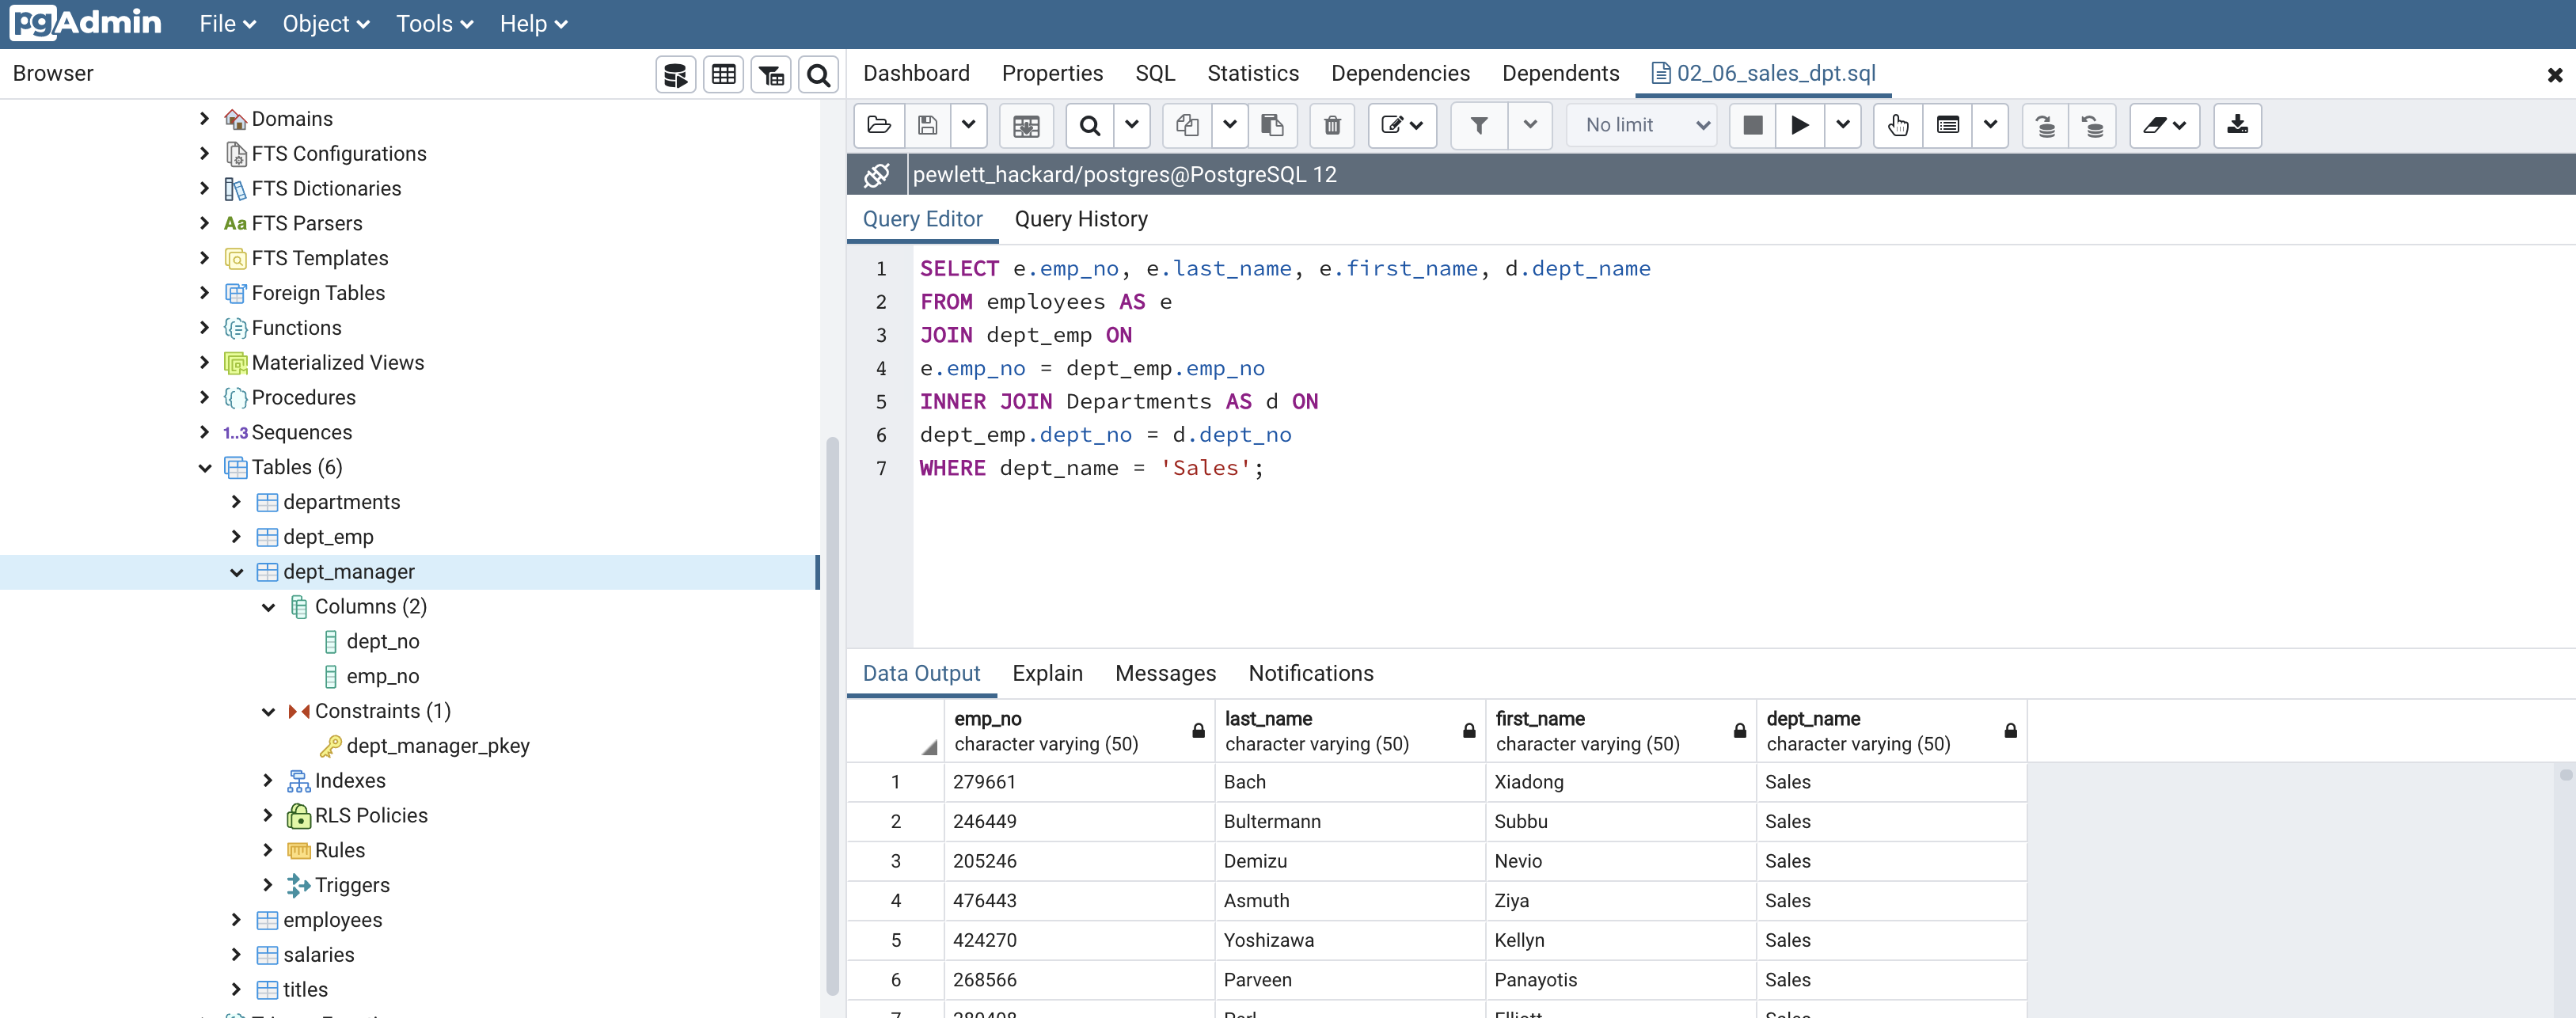 pgAdmin File Object Tools Help
Browser
Domains
FTS Configurations
FTS Dictionaries
Aa FTS Parsers
FTS Templates
Foreign Tables
Functions
Materialized Views
Procedures
1..3 Sequences
Tables (6)
departments
dept_emp
dept_manager
Columns (2)
dept_no
emp_no
Constraints (1)
dept_manager_pkey
Indexes
RLS Policies
Rules
Triggers
employees
salaries
titles
Dashboard Properties SQL Statistics Dependencies Dependents 02_06_sales_dpt.sql
No limit
pewlett_hackard/postgres@PostgreSQL 12
Query Editor Query History
1 SELECT e.emp_no, e.last_name, e.first_name, d.dept_name
2 FROM employees AS e
3 JOIN dept_emp ON
4 e.emp_no = dept_emp.emp_no
5 INNER JOIN Departments AS d ON
6 dept_emp.dept_no = d.dept_no
7 WHERE dept_name = 'Sales';
Data Output Explain Messages Notifications
emp_no last_name first_name dept_name
character varying (50) character varying (50) character varying (50) character varying (50)
1 279661 Bach Xiadong Sales
2 246449 Bultermann Subbu Sales
3 205246 Demizu Nevio Sales
4 476443 Asmuth Ziya Sales
5 424270 Yoshizawa Kellyn Sales
6 268566 Parveen Panayotis Sales